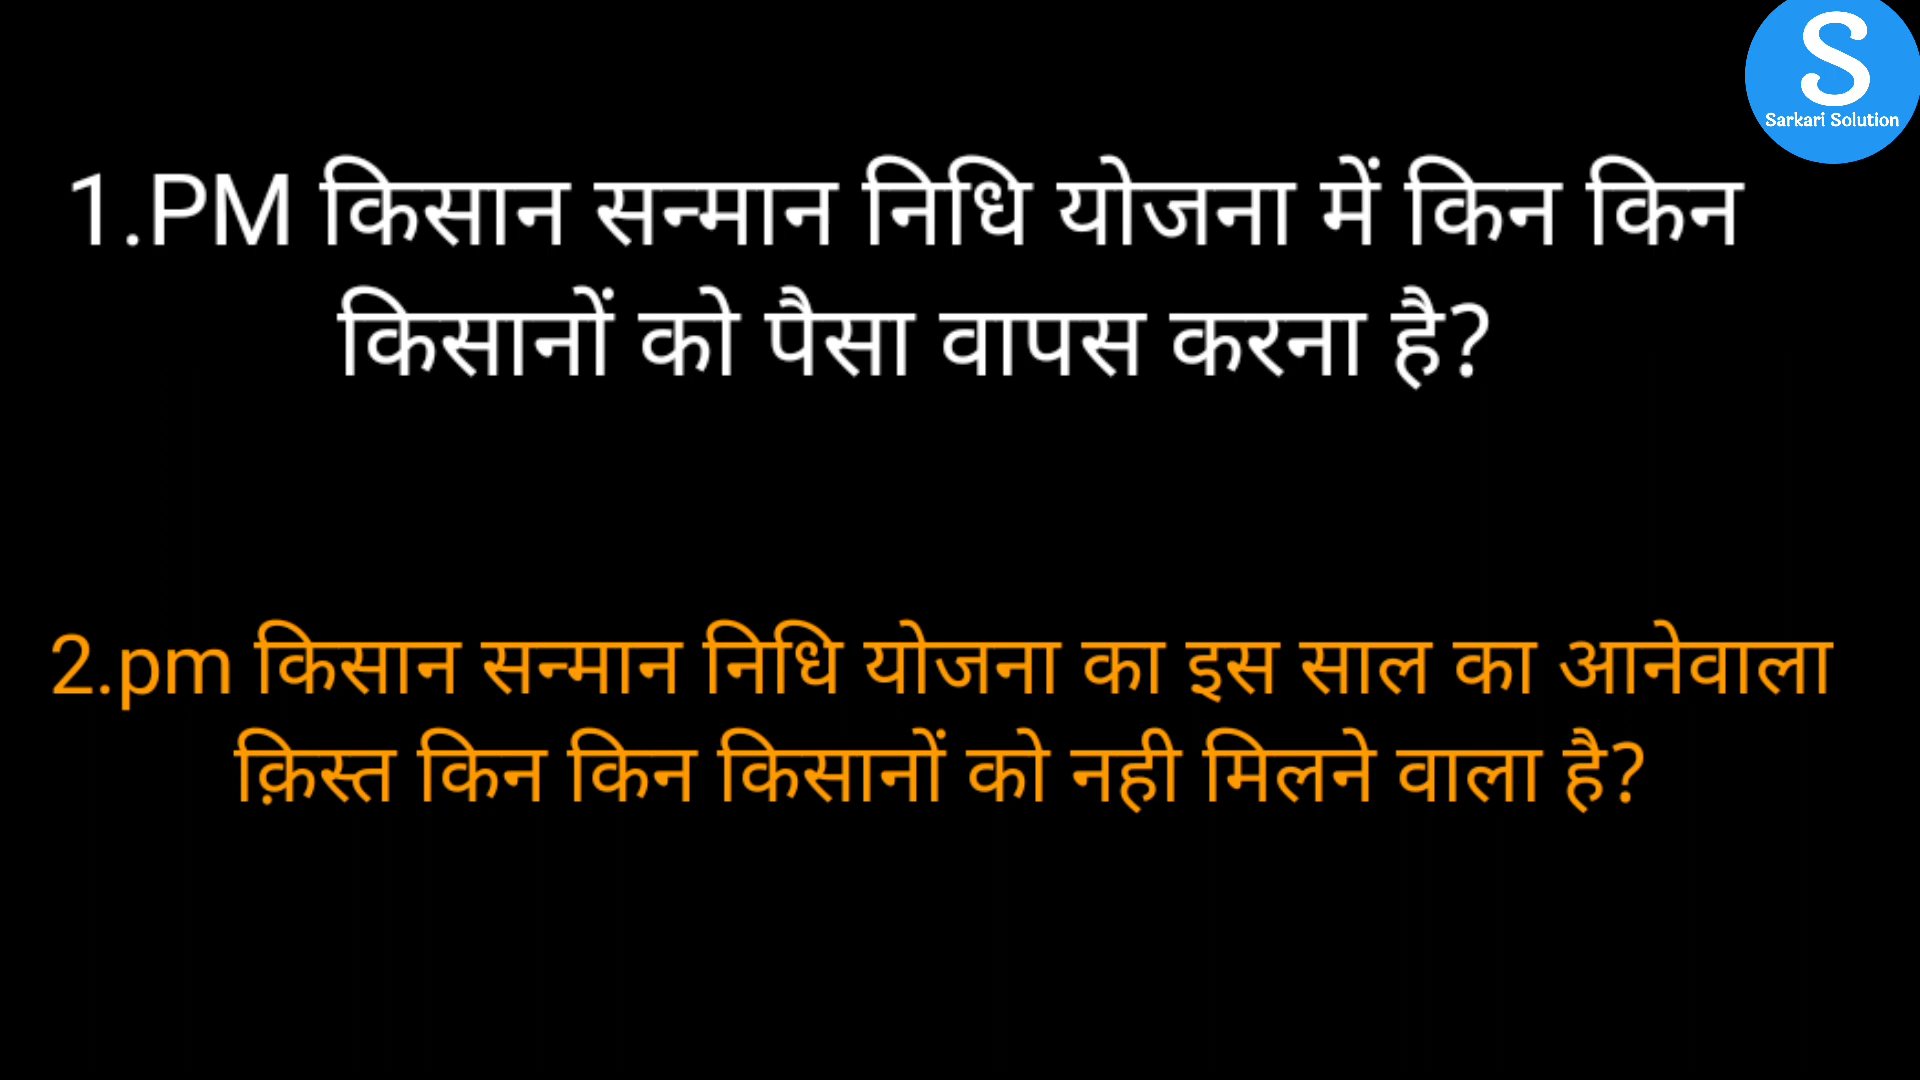 S
Sarkari Solution
1.PM किसान सन्मान निधि योजना में किन किन
किसानों को पैसा वापस करना है?
2.pm किसान सन्मान निधि योजना का इस साल का आनेवाला
क़िस्त किन किन किसानों को नही मिलने वाला है?